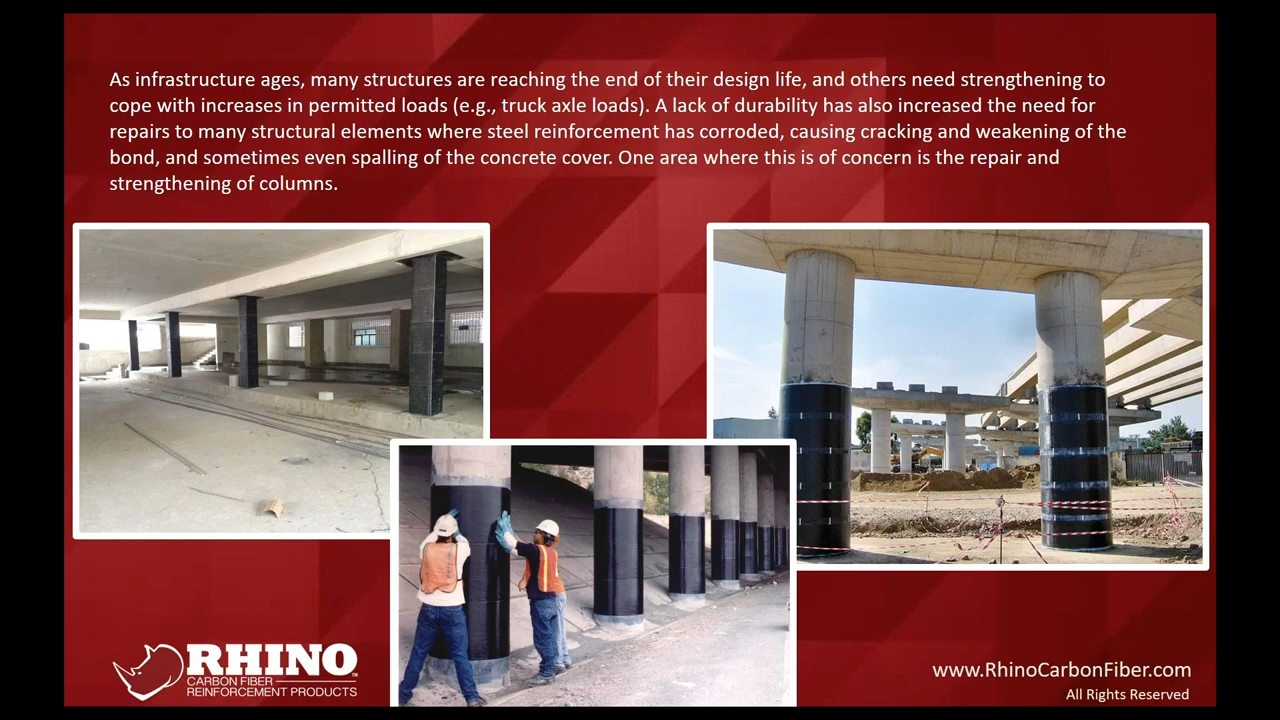 As infrastructure ages, many structures are reaching the end of their design life, and others need strengthening to
cope with increases in permitted loads (e.g., truck axle loads). A lack of durability has also increased the need for
repairs to many structural elements where steel reinforcement has corroded, causing cracking and weakening of the
bond, and sometimes even spalling of the concrete cover. One area where this is of concern is the repair and
strengthening of columns.
RHINO™
CARBON FIBER
REINFORCEMENT PRODUCTS
www.RhinoCarbonFiber.com
All Rights Reserved